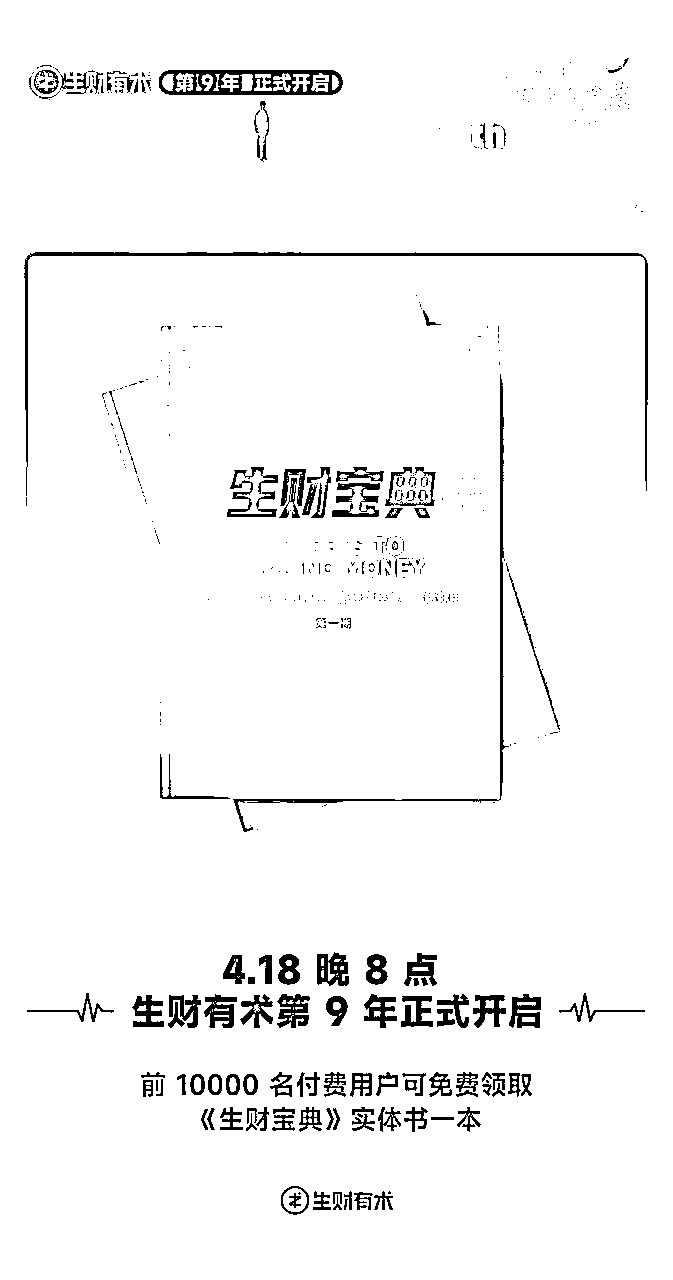 生财有术 第9年 正式开启
th
生财宝典
TO
MONEY
第一期
4.18 晚 8 点
生财有术第 9 年正式开启
前 10000 名付费用户可免费领取
《生财宝典》实体书一本
生财有术